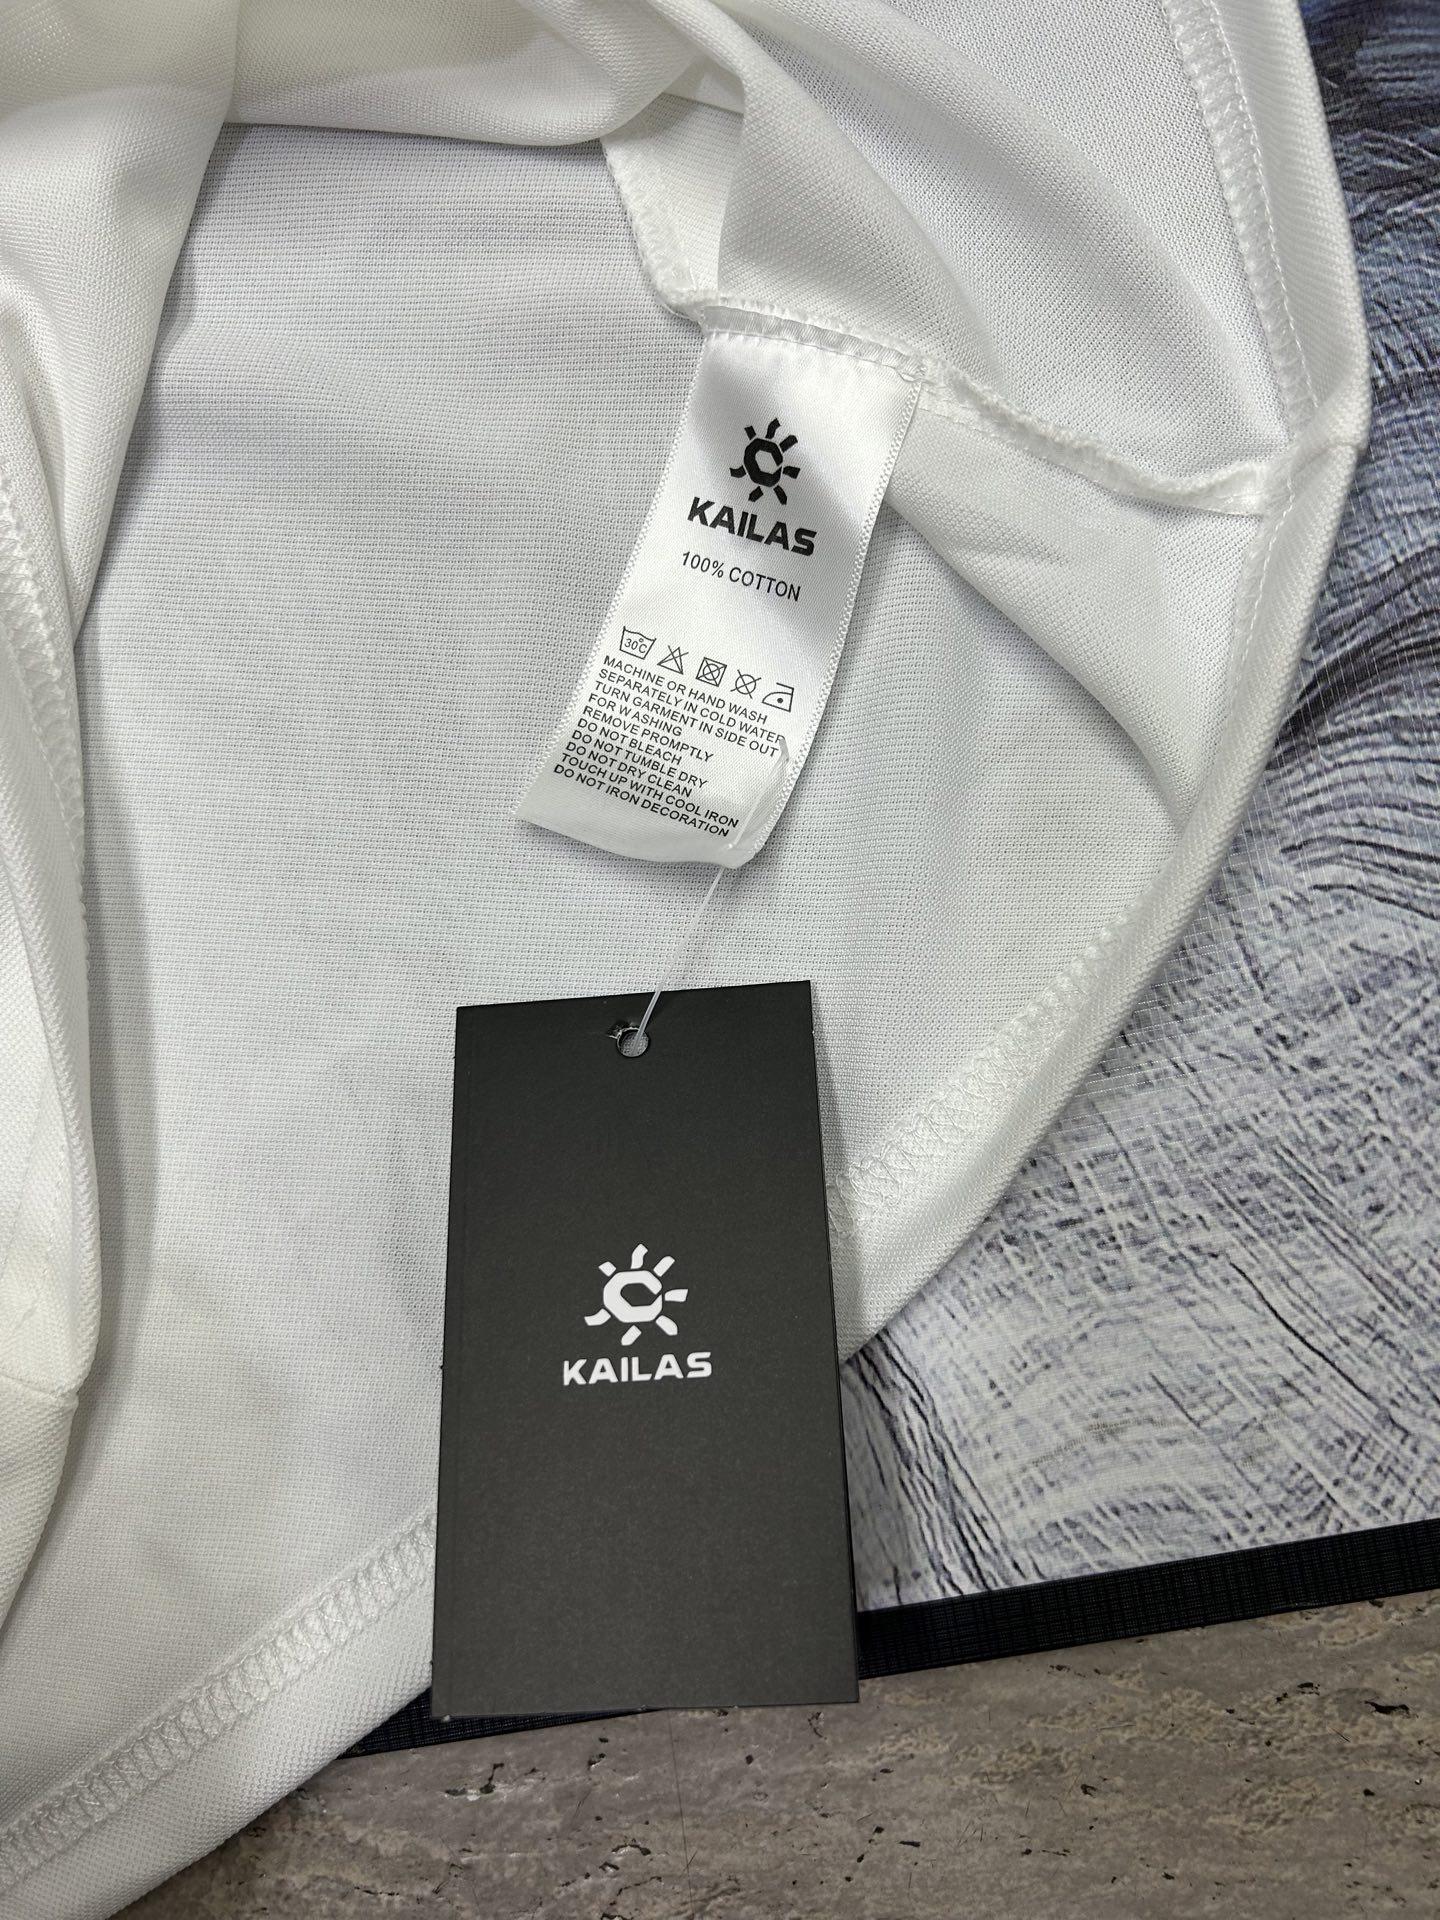 KAILAS
100% COTTON
30°C
MACHINE OR HAND WASH
SEPARATELY IN COLD WATER
TURN GARMENT IN SIDE OUT
FOR WASHING
REMOVE PROMPTLY
DO NOT BLEACH
DO NOT TUMBLE DRY
DO NOT DRY CLEAN
TOUCH UP WITH COOL IRON
DO NOT IRON DECORATION
KAILAS